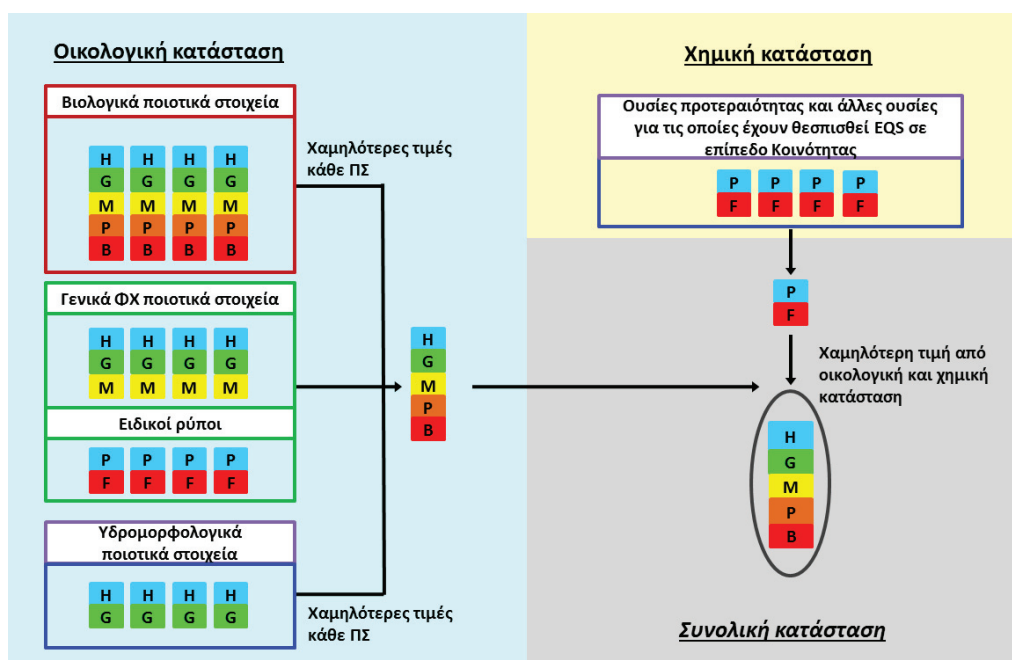 Οικολογική κατάσταση
Βιολογικά ποιοτικά στοιχεία
H H H H
G G G G
M M M M
P P P P
B B B B
Χαμηλότερες τιμές
κάθε ΠΣ
Γενικά ΦΧ ποιοτικά στοιχεία
H H H H
G G G G
M M M M
Ειδικοί ρύποι
P P P P
F F F F
Υδρομορφολογικά
ποιοτικά στοιχεία
H H H H
G G G G
Χαμηλότερες τιμές
κάθε ΠΣ
H
G
M
P
B
Χημική κατάσταση
Ουσίες προτεραιότητας και άλλες ουσίες
για τις οποίες έχουν θεσπισθεί EQS σε
επίπεδο Κοινότητας
P P P P
F F F F
P
F
Χαμηλότερη τιμή από
οικολογική και χημική
κατάσταση
H
G
M
P
B
Συνολική κατάσταση